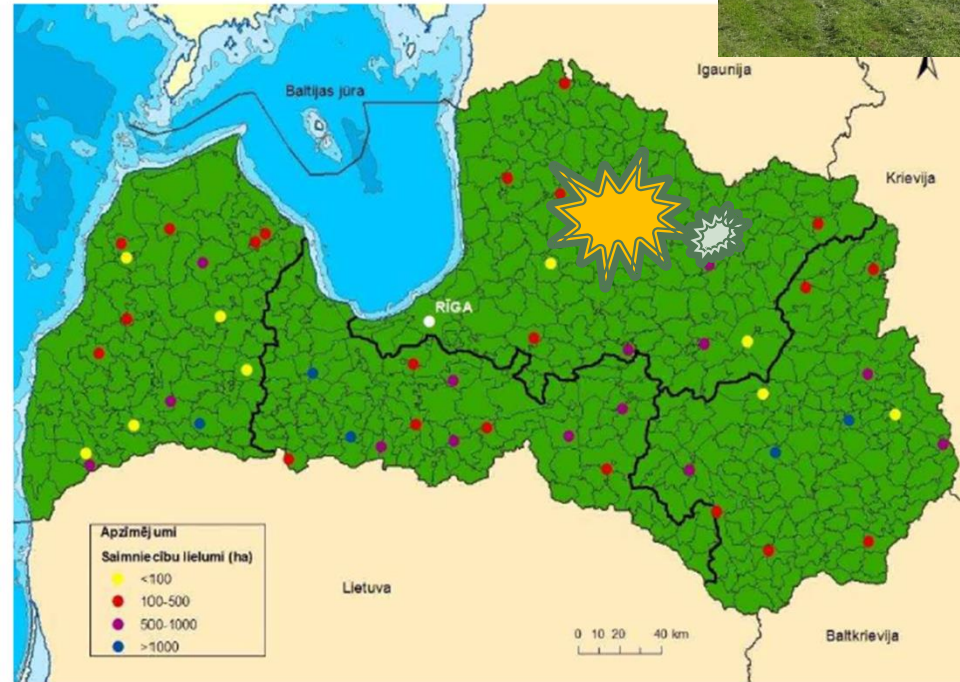 Igaunija
Baltijas jūra
Krievija
RĪGA
Apzīmējumi
Saimniecību lielumi (ha)
<100
100-500
500-1000
>1000
Lietuva
0 10 20 40 km
Baltkrievija